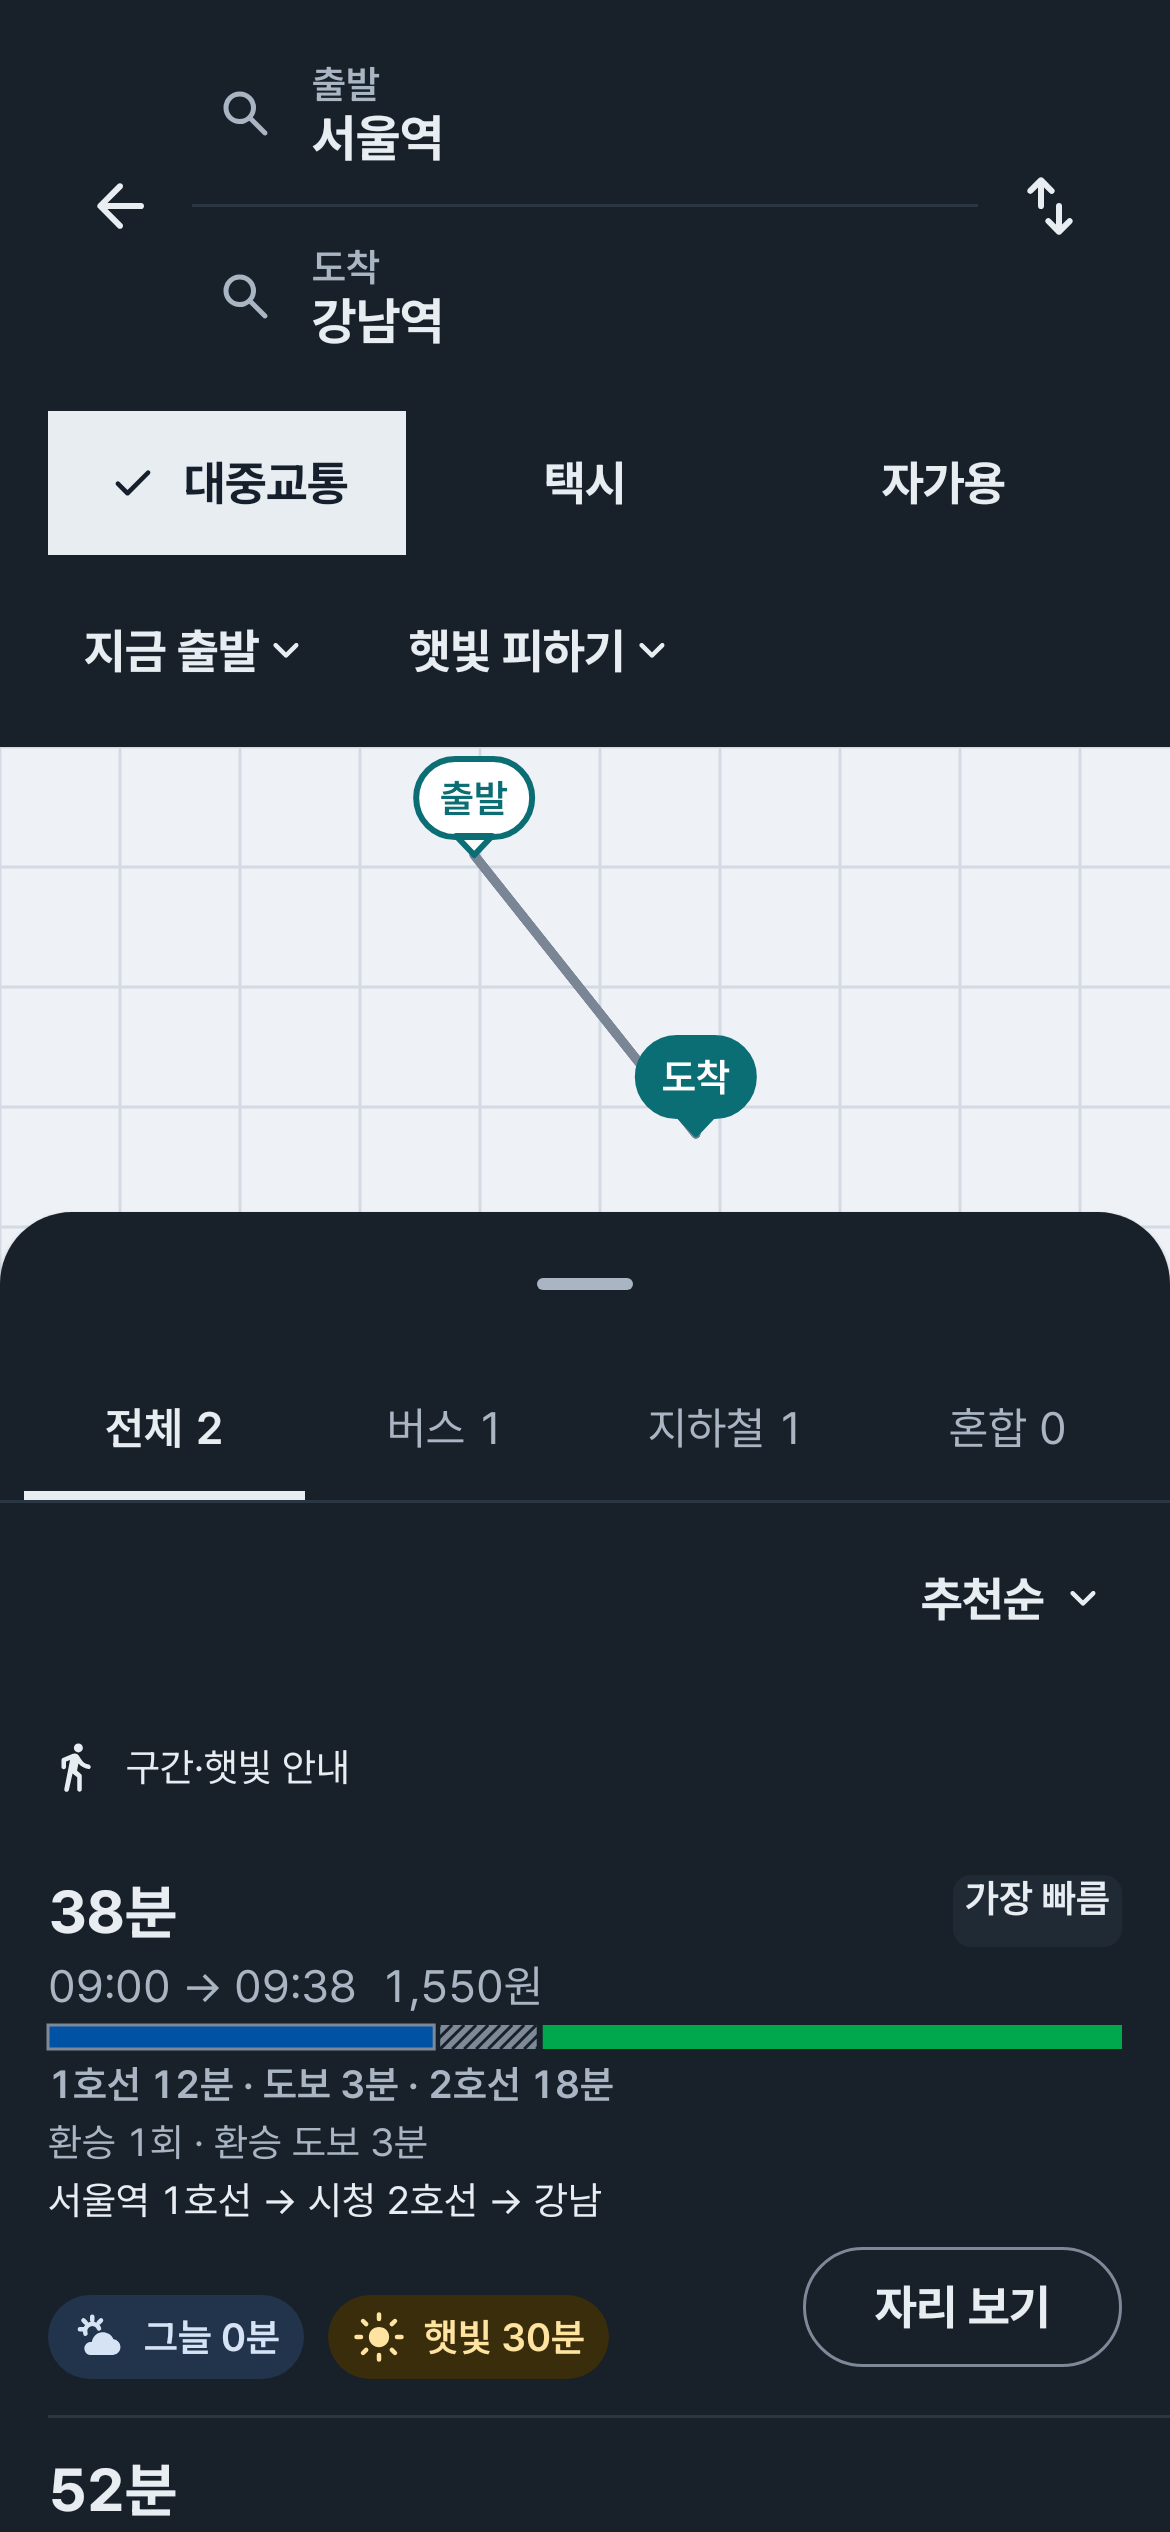 출발
서울역
도착
강남역
대중교통
택시
자가용
지금 출발
햇빛 피하기
출발
도착
전체 2
버스 1
지하철 1
혼합 0
추천순
구간·햇빛 안내
38분
가장 빠름
09:00 → 09:38 1,550원
1호선 12분 · 도보 3분 · 2호선 18분
환승 1회 · 환승 도보 3분
서울역 1호선 → 시청 2호선 → 강남
자리 보기
그늘 0분
햇빛 30분
52분